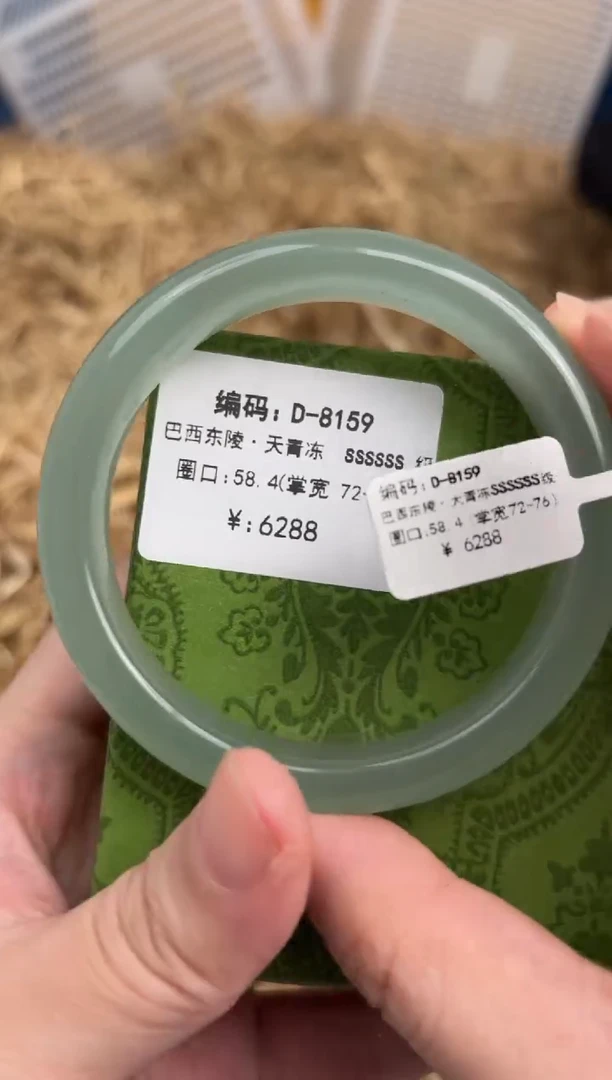 编码: D-8159
巴西东陵·天青冻 SSSSSS 级
圈口:58.4(掌宽 72-
¥:6288
编码: D-8159
巴西东陵·天青冻SSSSSS级
圈口:58.4(掌宽72-76)
¥ 6288